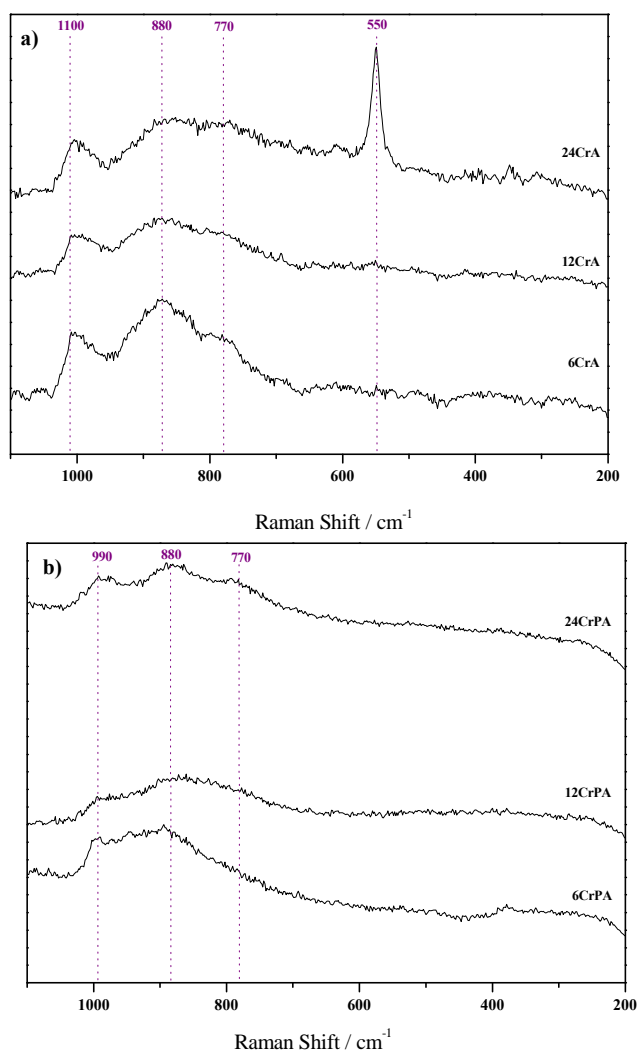 1100 880 770 550
a)
24CrA
12CrA
6CrA
1000 800 600 400 200
Raman Shift / cm⁻¹
990 880 770
b)
24CrPA
12CrPA
6CrPA
1000 800 600 400 200
Raman Shift / cm⁻¹